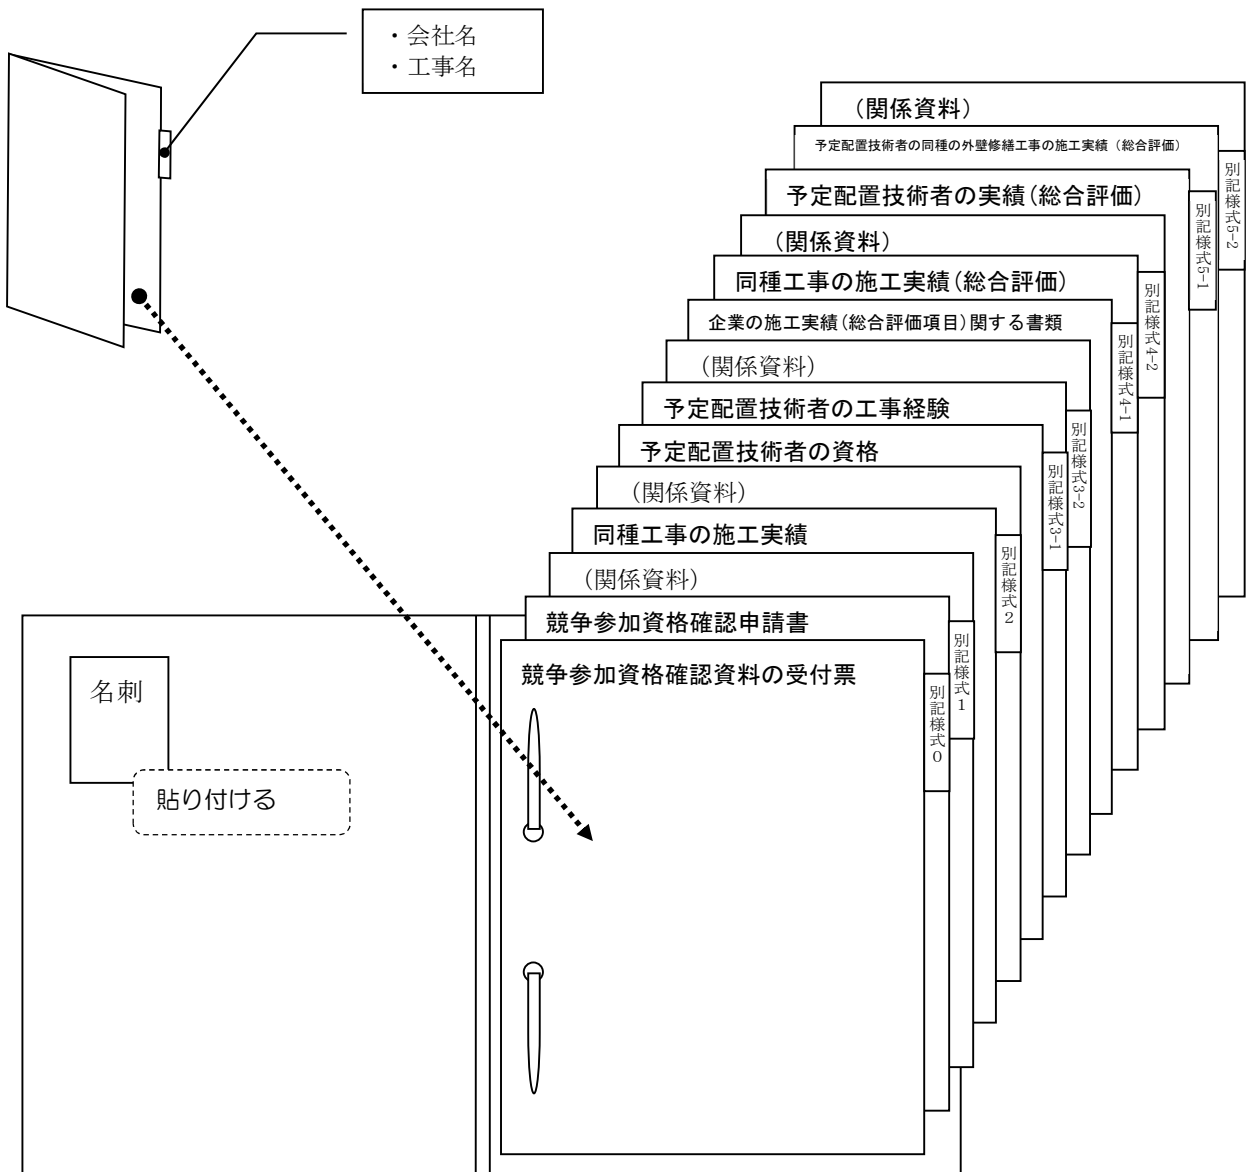 ・会社名
・工事名
（関係資料）
予定配置技術者の同種の外壁修繕工事の施工実績（総合評価）
別記様式5-2
予定配置技術者の実績（総合評価）
別記様式5-1
（関係資料）
同種工事の施工実績（総合評価）
別記様式4-2
企業の施工実績（総合評価項目）関する書類
別記様式4-1
（関係資料）
予定配置技術者の工事経験
別記様式3-2
予定配置技術者の資格
別記様式3-1
（関係資料）
同種工事の施工実績
別記様式2
（関係資料）
競争参加資格確認申請書
別記様式1
競争参加資格確認資料の受付票
別記様式0
名刺
貼り付ける